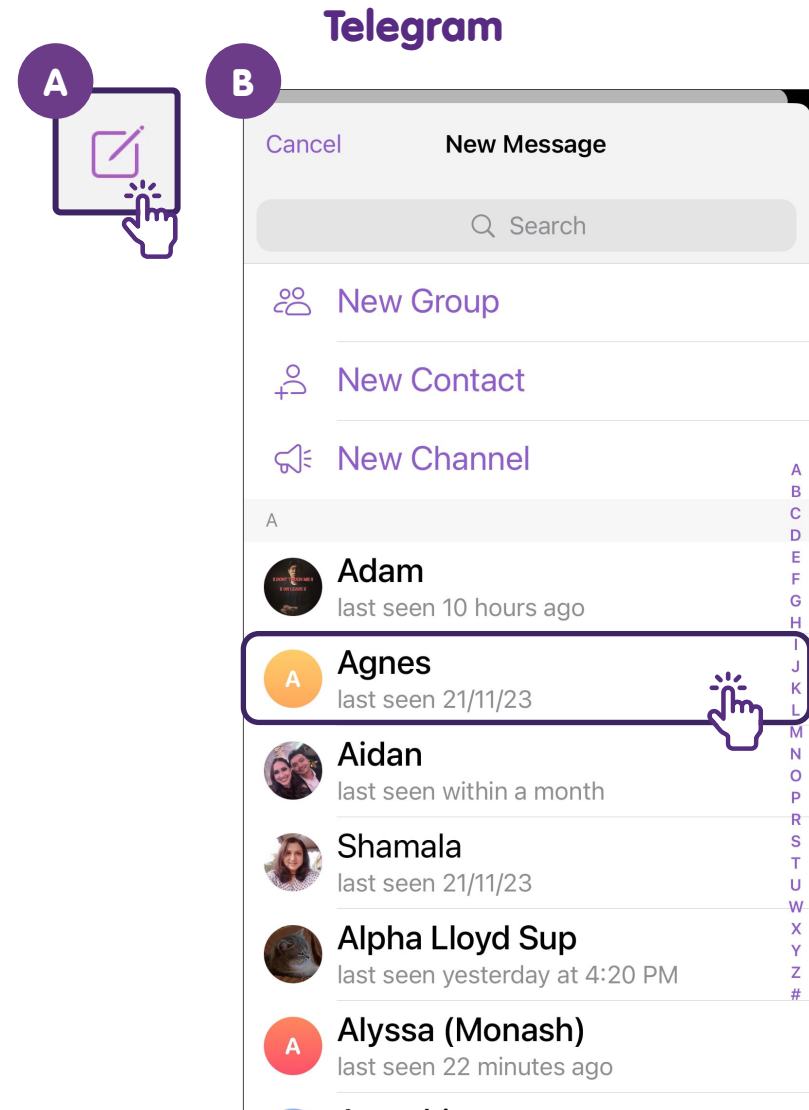 Telegram
A
B
Cancel
New Message
Search
New Group
New Contact
New Channel
A
Adam
last seen 10 hours ago
A
Agnes
last seen 21/11/23
Aidan
last seen within a month
Shamala
last seen 21/11/23
Alpha Lloyd Sup
last seen yesterday at 4:20 PM
A
Alyssa (Monash)
last seen 22 minutes ago
A
B
C
D
E
F
G
H
I
J
K
L
M
N
O
P
R
S
T
U
W
X
Y
Z
#